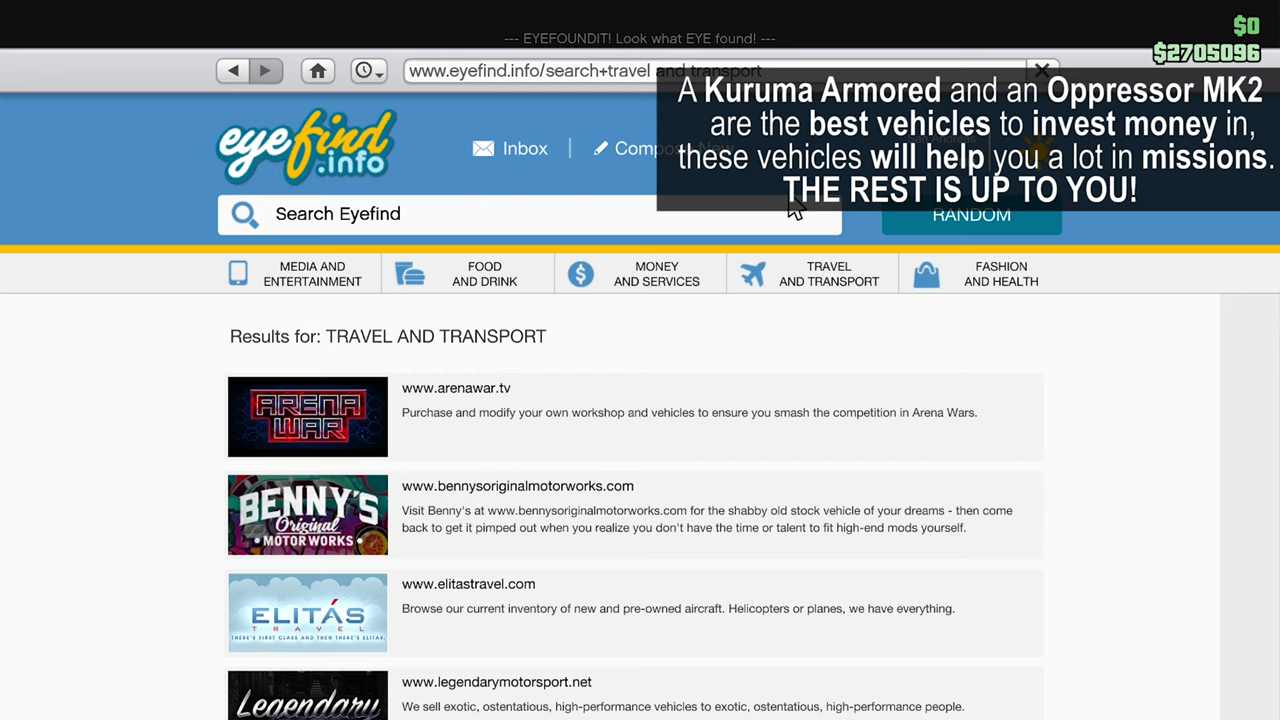 $0
--- EYEFOUNDIT! Look what EYE found! ---
$2705096
www.eyefind.info/search+travel and transport
A Kuruma Armored and an Oppressor MK2
are the best vehicles to invest money in,
these vehicles will help you a lot in missions.
THE REST IS UP TO YOU!
eyefind
.info
Inbox
Compose New
Search Eyefind
RANDOM
MEDIA AND
ENTERTAINMENT
FOOD
AND DRINK
MONEY
AND SERVICES
TRAVEL
AND TRANSPORT
FASHION
AND HEALTH
Results for: TRAVEL AND TRANSPORT
ARENA
WAR
www.arenawar.tv
Purchase and modify your own workshop and vehicles to ensure you smash the competition in Arena Wars.
BENNY'S
Original
• MOTOR WORKS •
www.bennysoriginalmotorworks.com
Visit Benny's at www.bennysoriginalmotorworks.com for the shabby old stock vehicle of your dreams - then come
back to get it pimped out when you realize you don't have the time or talent to fit high-end mods yourself.
ELITÁS
TRAVEL
THERE'S FIRST CLASS AND THEN THERE'S ELITAS.
www.elitastravel.com
Browse our current inventory of new and pre-owned aircraft. Helicopters or planes, we have everything.
Legendary
www.legendarymotorsport.net
We sell exotic, ostentatious, high-performance vehicles to exotic, ostentatious, high-performance people.